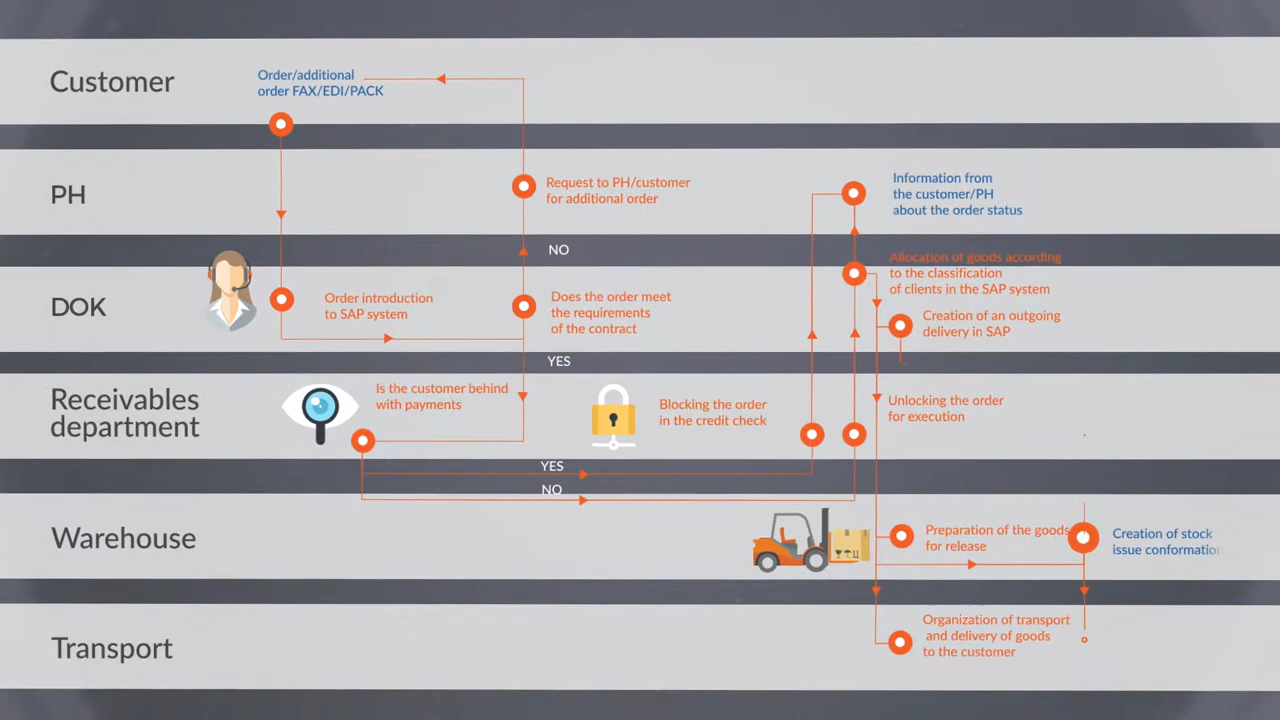 Customer
Order/additional
order FAX/EDI/PACK
PH
Request to PH/customer
for additional order
Information from
the customer/PH
about the order status
NO
DOK
Order introduction
to SAP system
Does the order meet
the requirements
of the contract
Allocation of goods according
to the classification
of clients in the SAP system
Creation of an outgoing
delivery in SAP
YES
Receivables
department
Is the customer behind
with payments
Blocking the order
in the credit check
Unlocking the order
for execution
YES
NO
Warehouse
Preparation of the goods
for release
Creation of stock
issue conformation
Transport
Organization of transport
and delivery of goods
to the customer